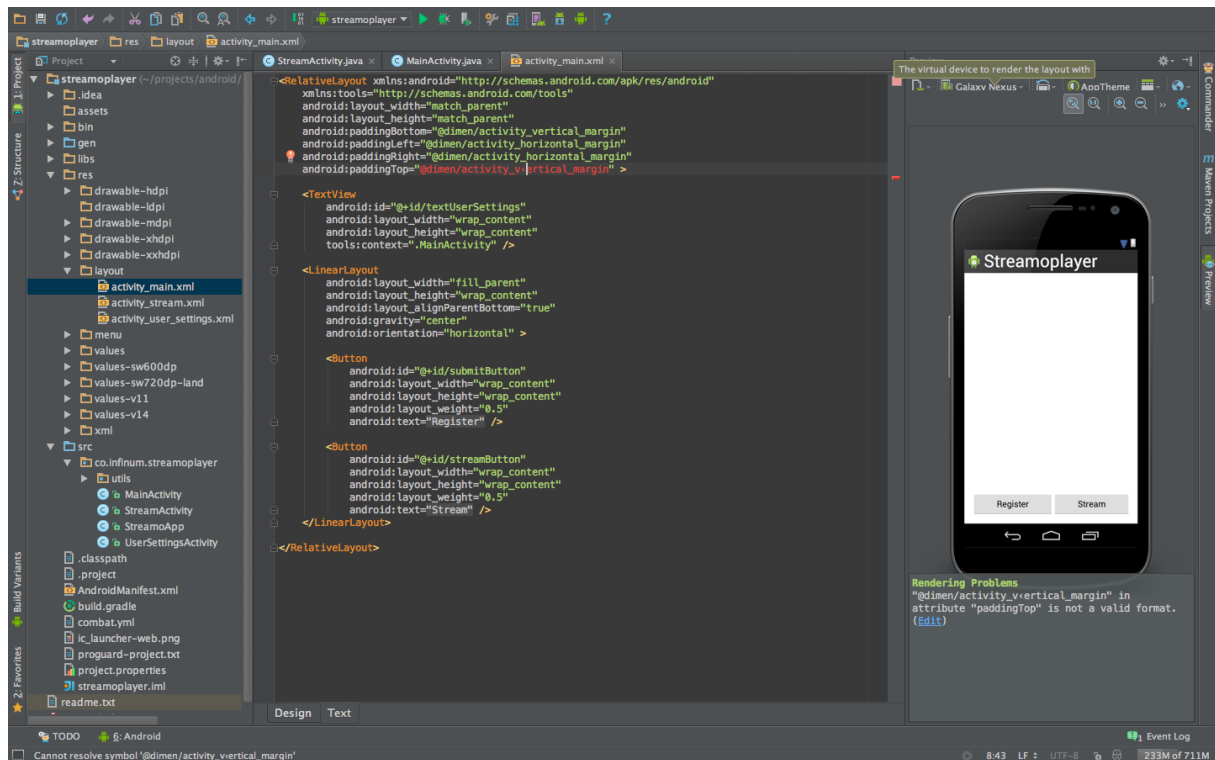 streamoplayer
?
streamoplayer
res
layout
activity_main.xml
1: Project
Z: Structure
Build Variants
2: Favorites
Project
streamoplayer (~/projects/android/
.idea
assets
bin
gen
libs
res
drawable-hdpi
drawable-ldpi
drawable-mdpi
drawable-xhdpi
drawable-xxhdpi
layout
activity_main.xml
activity_stream.xml
activity_user_settings.xml
menu
values
values-sw600dp
values-sw720dp-land
values-v11
values-v14
xml
src
co.infinum.streamoplayer
utils
MainActivity
StreamActivity
StreamoApp
UserSettingsActivity
.classpath
.project
AndroidManifest.xml
build.gradle
combat.yml
ic_launcher-web.png
proguard-project.txt
project.properties
streamoplayer.iml
readme.txt
StreamActivity.java ×
MainActivity.java ×
activity_main.xml ×
<RelativeLayout xmlns:android="http://schemas.android.com/apk/res/android"
xmlns:tools="http://schemas.android.com/tools"
android:layout_width="match_parent"
android:layout_height="match_parent"
android:paddingBottom="@dimen/activity_vertical_margin"
android:paddingLeft="@dimen/activity_horizontal_margin"
android:paddingRight="@dimen/activity_horizontal_margin"
android:paddingTop="@dimen/activity_v‹ertical_margin" >
<TextView
android:id="@+id/textUserSettings"
android:layout_width="wrap_content"
android:layout_height="wrap_content"
tools:context=".MainActivity" />
<LinearLayout
android:layout_width="fill_parent"
android:layout_height="wrap_content"
android:layout_alignParentBottom="true"
android:gravity="center"
android:orientation="horizontal" >
<Button
android:id="@+id/submitButton"
android:layout_width="wrap_content"
android:layout_height="wrap_content"
android:layout_weight="0.5"
android:text="Register" />
<Button
android:id="@+id/streamButton"
android:layout_width="wrap_content"
android:layout_height="wrap_content"
android:layout_weight="0.5"
android:text="Stream" />
</LinearLayout>
</RelativeLayout>
Design
Text
The virtual device to render the layout with
Galaxy Nexus
AppTheme
Streamoplayer
Register
Stream
Rendering Problems
"@dimen/activity_v‹ertical_margin" in
attribute "paddingTop" is not a valid format.
(Edit)
Commander
Maven Projects
Preview
TODO
6: Android
1 Event Log
Cannot resolve symbol '@dimen/activity_v‹ertical_margin'
8:43
LF
UTF-8
233M of 711M